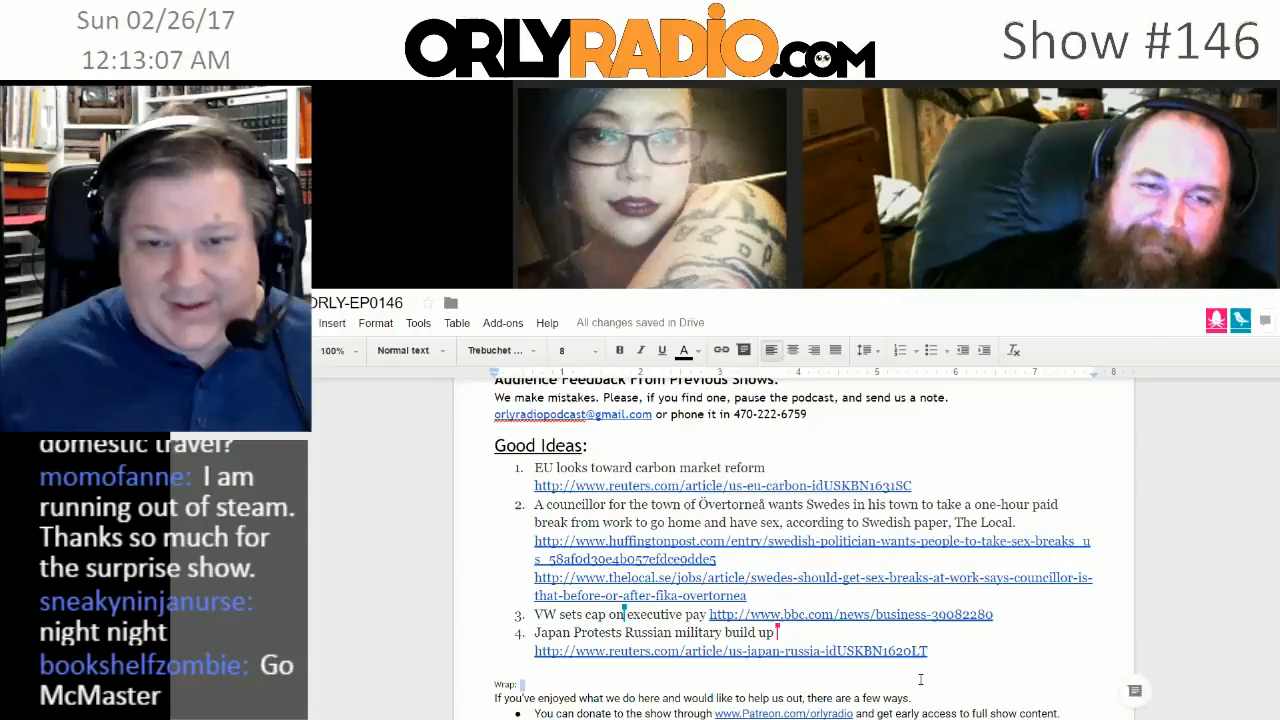 Sun 02/26/17
12:13:07 AM
ORLYRADiO.COM
Show #146
ORLY-EP0146
Insert Format Tools Table Add-ons Help All changes saved in Drive
100% Normal text Trebuchet ... 8 B I U A
1 2 3 4 5 6 7 8
Audience Feedback From Previous Shows:
We make mistakes. Please, if you find one, pause the podcast, and send us a note.
orlyradiopodcast@gmail.com or phone it in 470-222-6759
Good Ideas:
1. EU looks toward carbon market reform
http://www.reuters.com/article/us-eu-carbon-idUSKBN1631SC
2. A councillor for the town of Övertorneå wants Swedes in his town to take a one-hour paid
break from work to go home and have sex, according to Swedish paper, The Local.
http://www.huffingtonpost.com/entry/swedish-politician-wants-people-to-take-sex-breaks_u
s_58af0d39e4b057efdce9dde5
http://www.thelocal.se/jobs/article/swedes-should-get-sex-breaks-at-work-says-councillor-is-
that-before-or-after-fika-overtornea
3. VW sets cap on executive pay http://www.bbc.com/news/business-39082280
4. Japan Protests Russian military build up
http://www.reuters.com/article/us-japan-russia-idUSKBN1620LT
Wrap:
If you've enjoyed what we do here and would like to help us out, there are a few ways.
● You can donate to the show through www.Patreon.com/orlyradio and get early access to full show content.
domestic travel?
momofanne: I am
running out of steam.
Thanks so much for
the surprise show.
sneakyninjanurse:
night night
bookshelfzombie: Go
McMaster